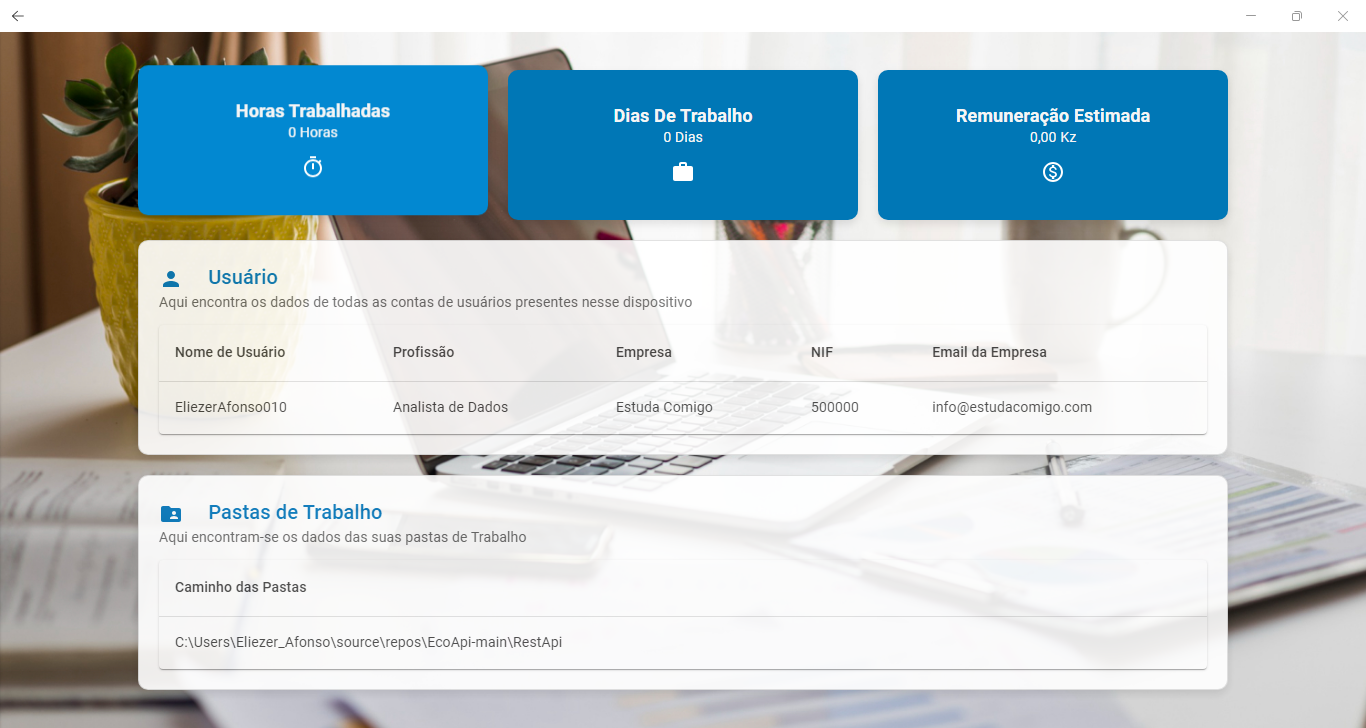 Horas Trabalhadas
0 Horas
Dias De Trabalho
0 Dias
Remuneração Estimada
0,00 Kz
Usuário
Aqui encontra os dados de todas as contas de usuários presentes nesse dispositivo
Nome de Usuário Profissão Empresa NIF Email da Empresa
EliezerAfonso010 Analista de Dados Estuda Comigo 500000 info@estudacomigo.com
Pastas de Trabalho
Aqui encontram-se os dados das suas pastas de Trabalho
Caminho das Pastas
C:\Users\Eliezer_Afonso\source\repos\EcoApi-main\RestApi